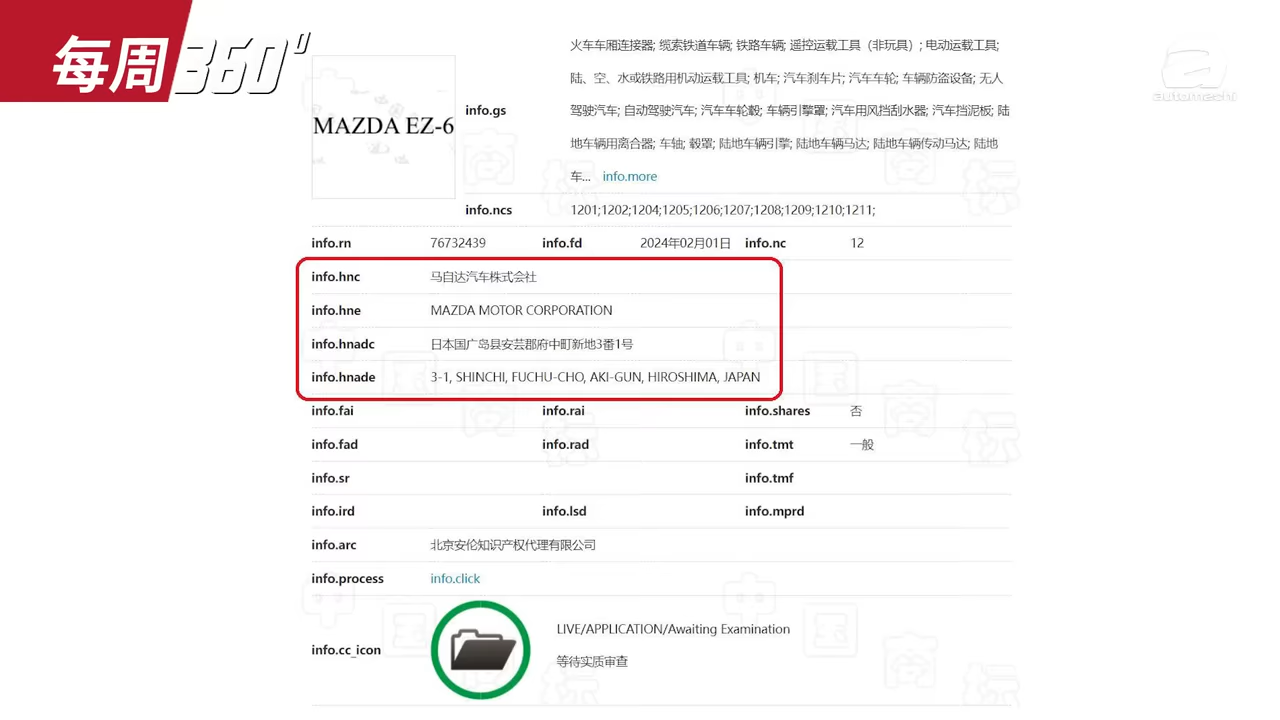 每周360°
automeshi
火车车厢连接器; 缆索铁道车辆; 铁路车辆; 遥控运载工具（非玩具）; 电动运载工具;
陆、空、水或铁路用机动运载工具; 机车; 汽车刹车片; 汽车车轮; 车辆防盗设备; 无人
info.gs
驾驶汽车; 自动驾驶汽车; 汽车车轮毂; 车辆引擎罩; 汽车用风挡刮水器; 汽车挡泥板; 陆
MAZDA EZ-6
地车辆用离合器; 车轴; 毂罩; 陆地车辆引擎; 陆地车辆马达; 陆地车辆传动马达; 陆地
车... info.more
info.ncs 1201;1202;1204;1205;1206;1207;1208;1209;1210;1211;
info.rn 76732439 info.fd 2024年02月01日 info.nc 12
info.hnc 马自达汽车株式会社
info.hne MAZDA MOTOR CORPORATION
info.hnadc 日本国广岛县安芸郡府中町新地3番1号
info.hnade 3-1, SHINCHI, FUCHU-CHO, AKI-GUN, HIROSHIMA, JAPAN
info.fai info.rai info.shares 否
info.fad info.rad info.tmt 一般
info.sr info.tmf
info.ird info.lsd info.mprd
info.arc 北京安伦知识产权代理有限公司
info.process info.click
LIVE/APPLICATION/Awaiting Examination
info.cc_icon
等待实质审查